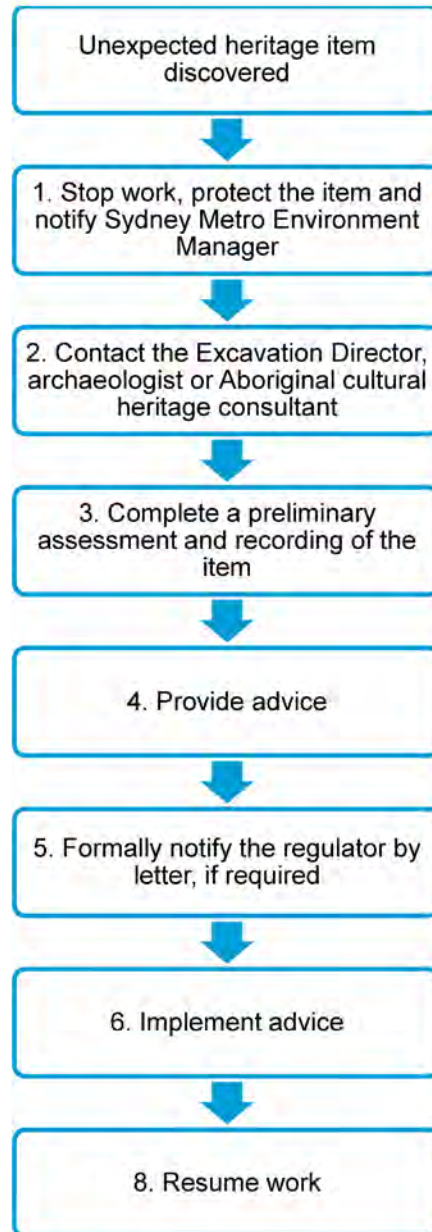 Unexpected heritage item
discovered
1. Stop work, protect the item and
notify Sydney Metro Environment
Manager
2. Contact the Excavation Director,
archaeologist or Aboriginal cultural
heritage consultant
3. Complete a preliminary
assessment and recording of the
item
4. Provide advice
5. Formally notify the regulator by
letter, if required
6. Implement advice
8. Resume work